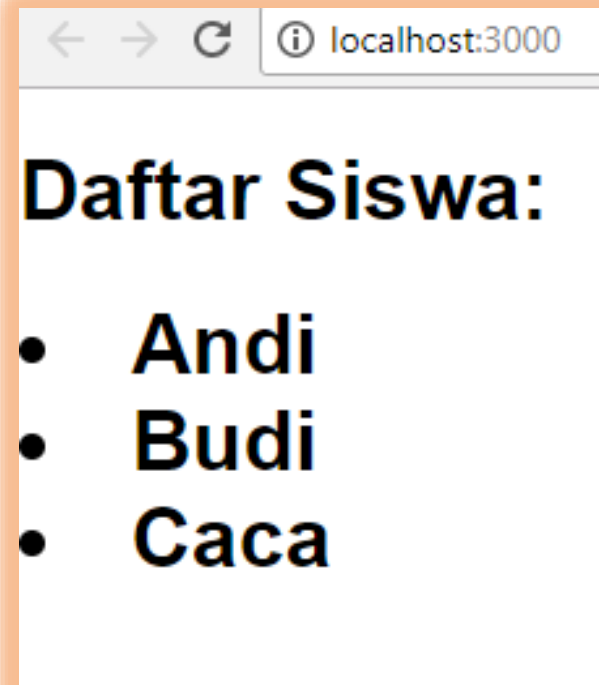 localhost:3000
Daftar Siswa:
• Andi
• Budi
• Caca